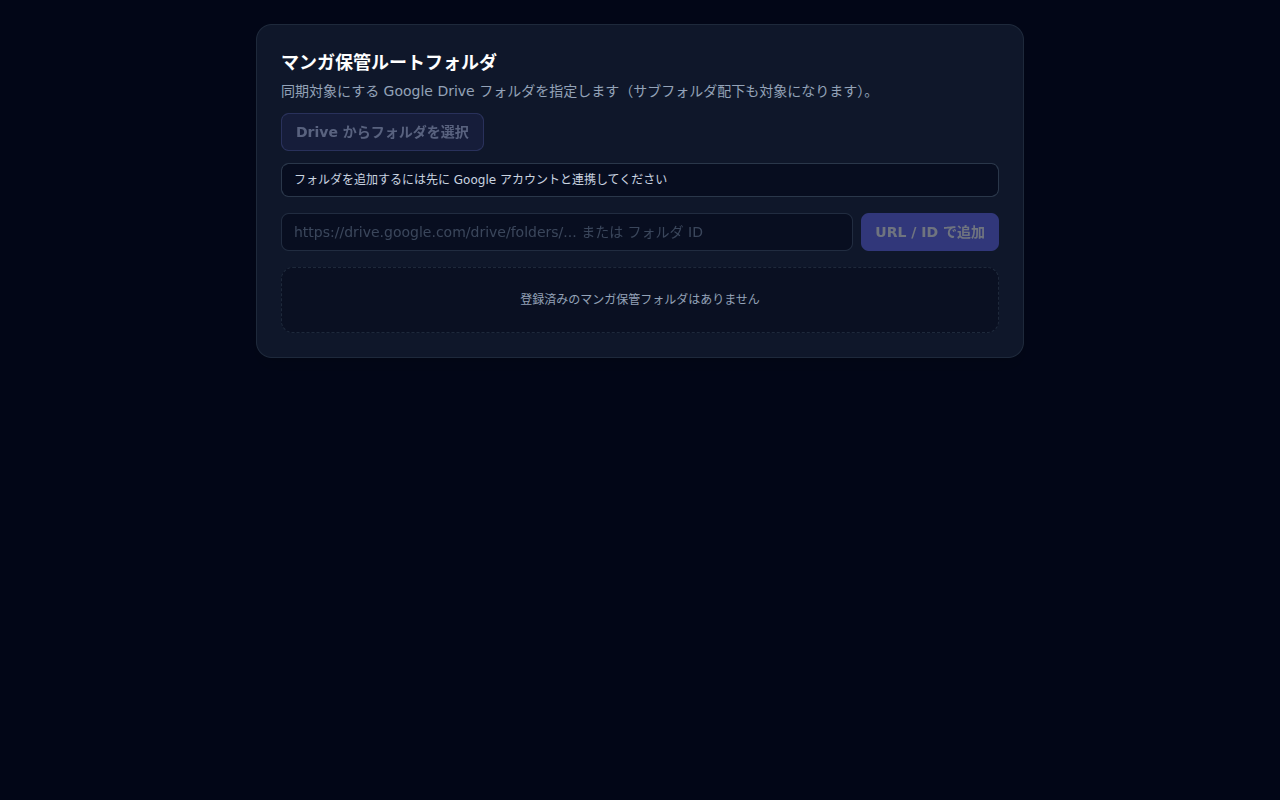 マンガ保管ルートフォルダ
同期対象にする Google Drive フォルダを指定します（サブフォルダ配下も対象になります）。
Drive からフォルダを選択
フォルダを追加するには先に Google アカウントと連携してください
https://drive.google.com/drive/folders/... または フォルダ ID
URL / ID で追加
登録済みのマンガ保管フォルダはありません